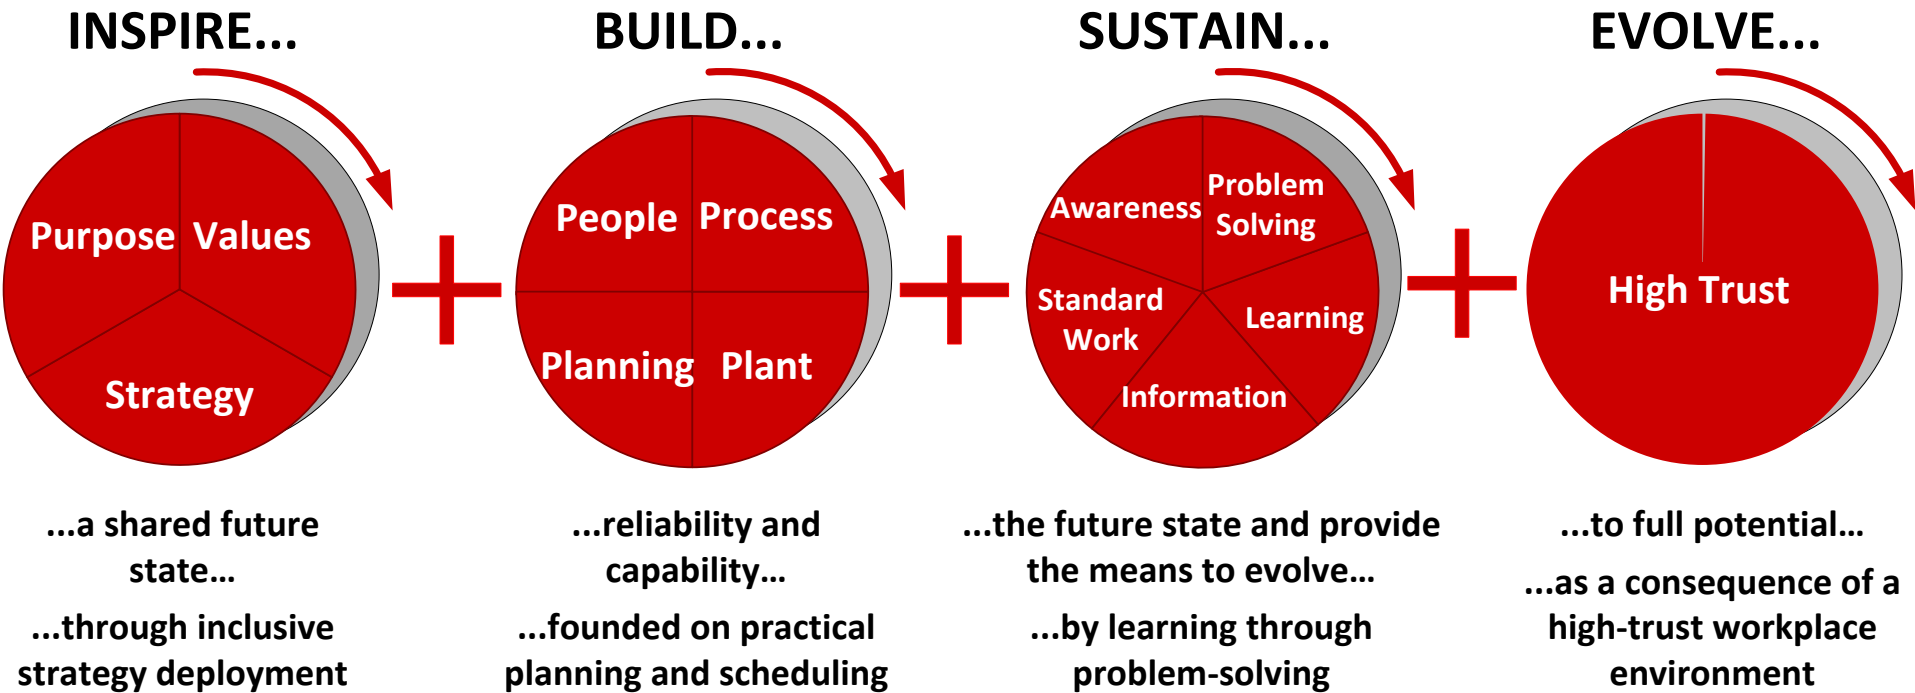 INSPIRE...
Purpose
Values
Strategy
...a shared future
state...
...through inclusive
strategy deployment
BUILD...
People
Process
Planning
Plant
...reliability and
capability...
...founded on practical
planning and scheduling
SUSTAIN...
Awareness
Problem
Solving
Standard
Work
Learning
Information
...the future state and provide
the means to evolve...
...by learning through
problem-solving
EVOLVE...
High Trust
...to full potential...
...as a consequence of a
high-trust workplace
environment